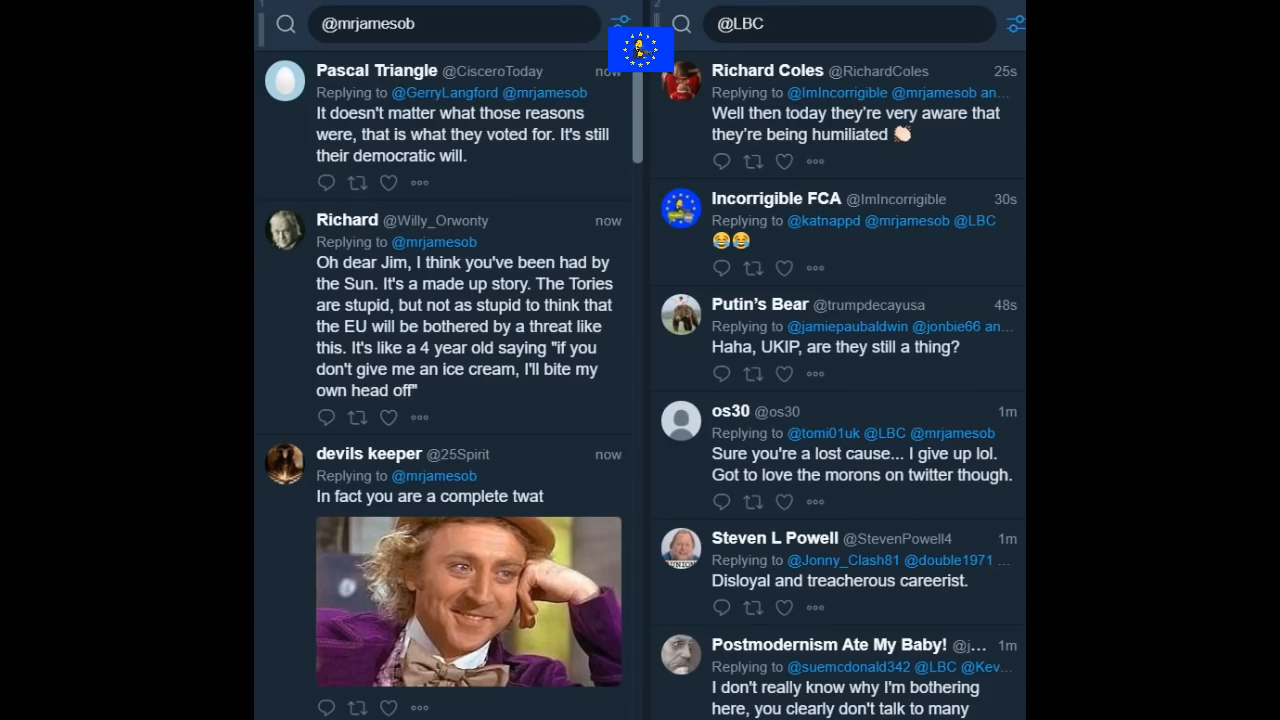 1
@mrjamesob
Pascal Triangle @CisceroToday now
Replying to @GerryLangford @mrjamesob
It doesn't matter what those reasons
were, that is what they voted for. It's still
their democratic will.
Richard @Willy_Orwonty now
Replying to @mrjamesob
Oh dear Jim, I think you've been had by
the Sun. It's a made up story. The Tories
are stupid, but not as stupid to think that
the EU will be bothered by a threat like
this. It's like a 4 year old saying "if you
don't give me an ice cream, I'll bite my
own head off"
devils keeper @25Spirit now
Replying to @mrjamesob
In fact you are a complete twat
2
@LBC
Richard Coles @RichardColes 25s
Replying to @ImIncorrigible @mrjamesob an...
Well then today they're very aware that
they're being humiliated 👏🏻
Incorrigible FCA @ImIncorrigible 30s
Replying to @katnappd @mrjamesob @LBC
😂😂
Putin's Bear @trumpdecayusa 48s
Replying to @jamiepaubaldwin @jonbie66 an...
Haha, UKIP, are they still a thing?
os30 @os30 1m
Replying to @tomi01uk @LBC @mrjamesob
Sure you're a lost cause... I give up lol.
Got to love the morons on twitter though.
Steven L Powell @StevenPowell4 1m
Replying to @Jonny_Clash81 @double1971 ...
Disloyal and treacherous careerist.
Postmodernism Ate My Baby! @j... 1m
Replying to @suemcdonald342 @LBC @Kev...
I don't really know why I'm bothering
here, you clearly don't talk to many